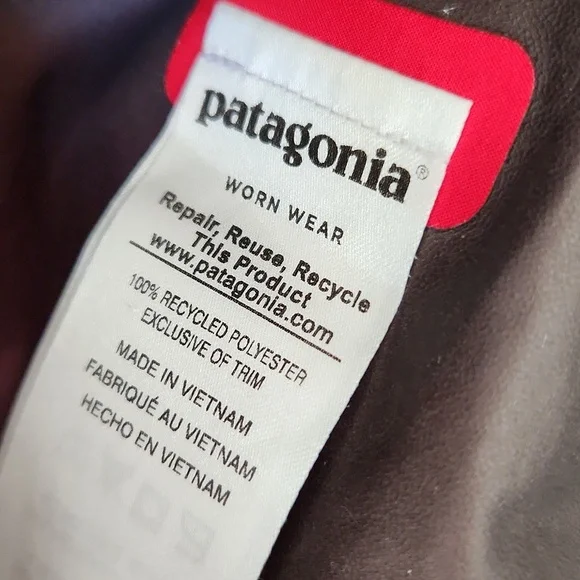 patagonia®
WORN WEAR
Repair, Reuse, Recycle
This Product
www.patagonia.com
100% RECYCLED POLYESTER
EXCLUSIVE OF TRIM
MADE IN VIETNAM
FABRIQUÉ AU VIETNAM
HECHO EN VIETNAM